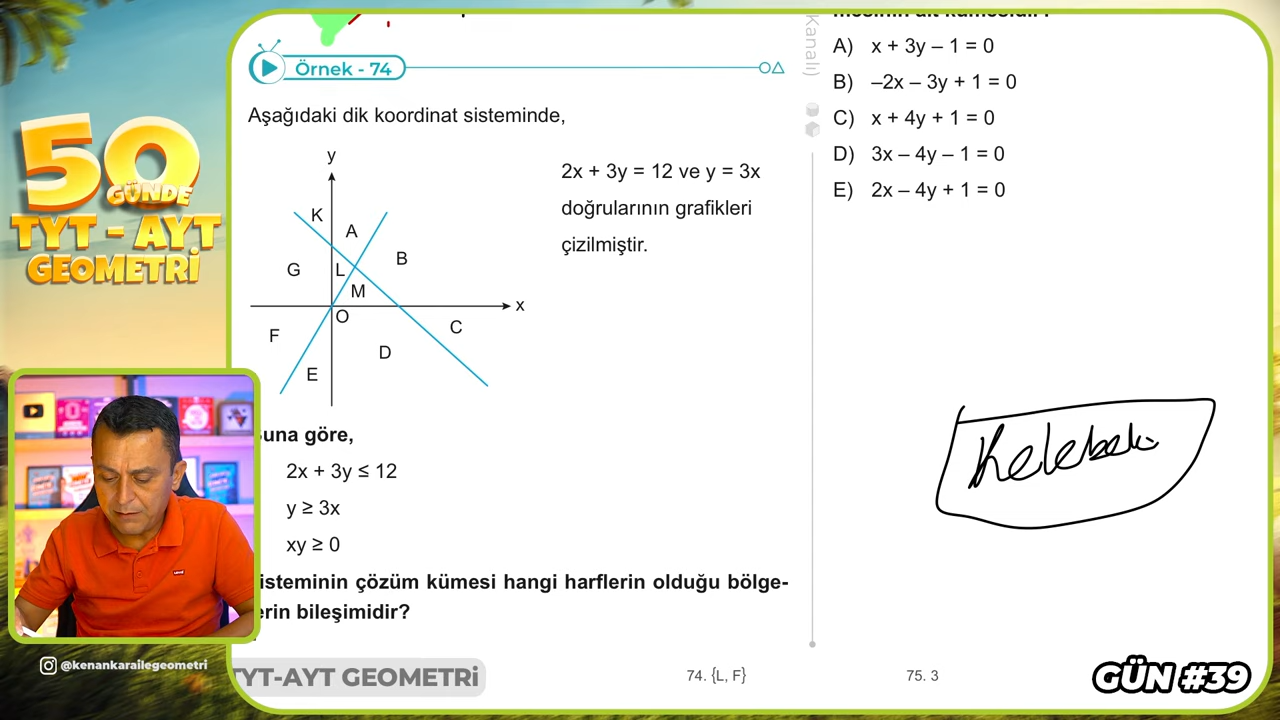 50
GÜNDE
TYT - AYT
GEOMETRİ
Örnek - 74
Aşağıdaki dik koordinat sisteminde,
y
K
A
B
G
L
M
x
O
F
C
D
E
2x + 3y = 12 ve y = 3x
doğrularının grafikleri
çizilmiştir.
una göre,
2x + 3y ≤ 12
y ≥ 3x
xy ≥ 0
isteminin çözüm kümesi hangi harflerin olduğu bölge-
erin bileşimidir?
Kanalı)
A) x + 3y – 1 = 0
B) –2x – 3y + 1 = 0
C) x + 4y + 1 = 0
D) 3x – 4y – 1 = 0
E) 2x – 4y + 1 = 0
Kelebek
@kenankarailegeometri
TYT-AYT GEOMETRİ
74. {L, F}
75. 3
GÜN #39